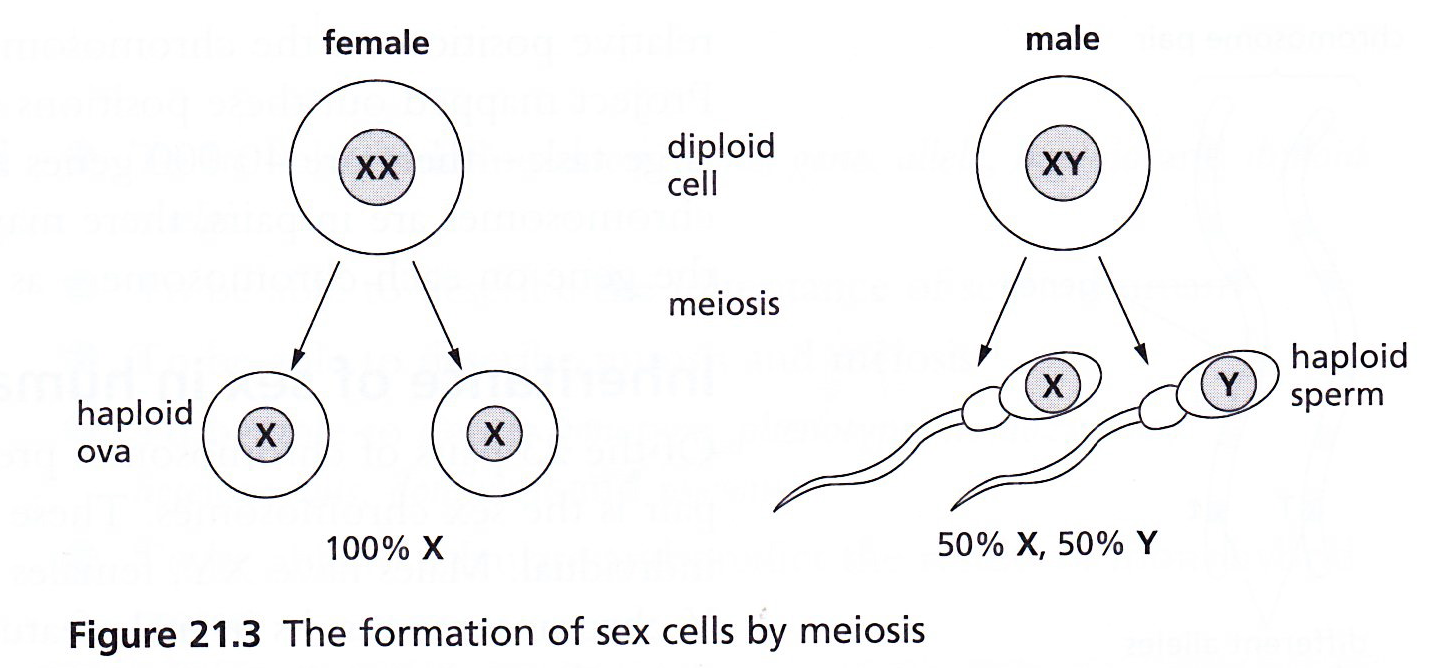 female
male
XX
diploid
cell
XY
meiosis
haploid
ova
X
X
X
Y
haploid
sperm
100% X
50% X, 50% Y
Figure 21.3 The formation of sex cells by meiosis